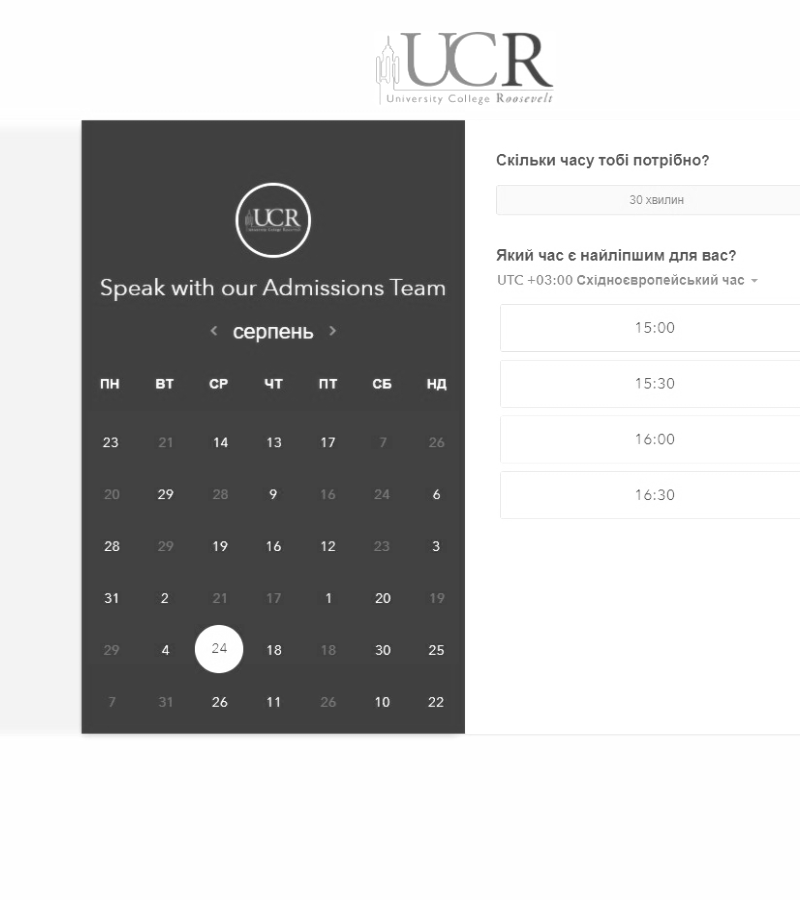 UCR
University College Roosevelt
UCR
Speak with our Admissions Team
серпень
ПН ВТ СР ЧТ ПТ СБ НД
23 21 14 13 17 7 26
20 29 28 9 16 24 6
28 29 19 16 12 23 3
31 2 21 17 1 20 19
29 4 24 18 18 30 25
7 31 26 11 26 10 22
Скільки часу тобі потрібно?
30 хвилин
Який час є найліпшим для вас?
UTC +03:00 Східноєвропейський час
15:00
15:30
16:00
16:30